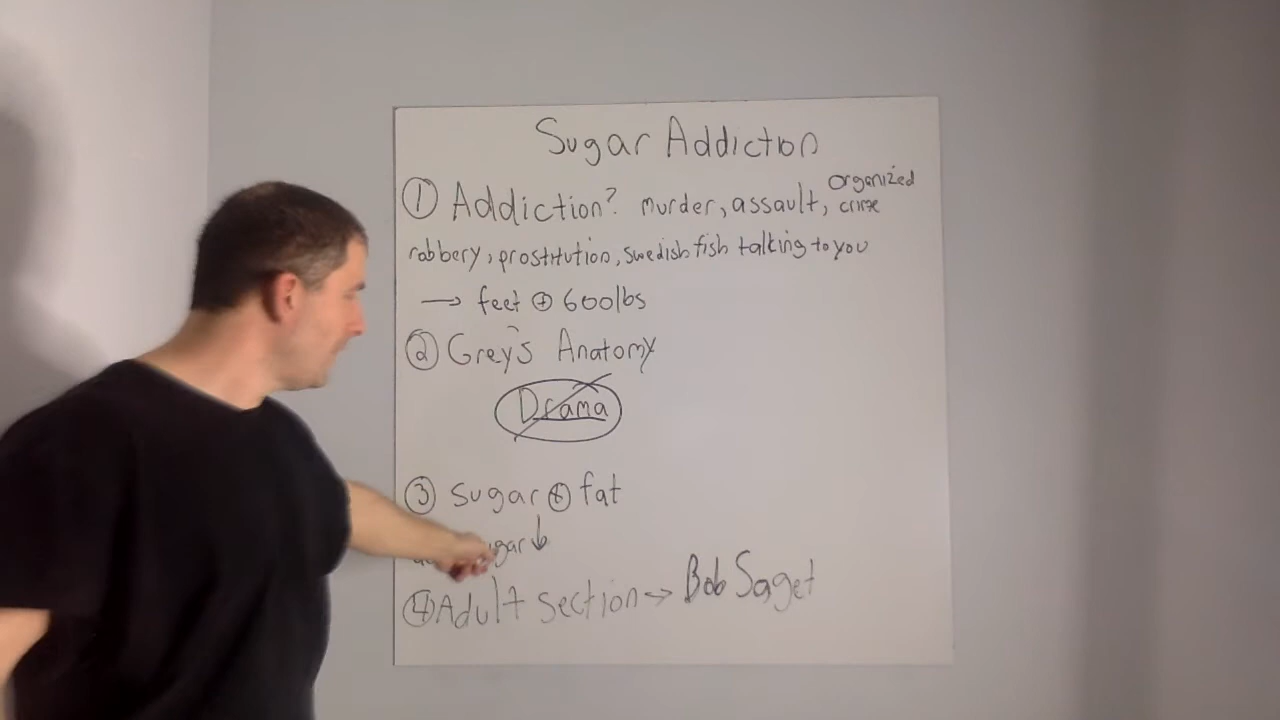 Sugar Addiction
① Addiction? murder, assault, organized crime
robbery, prostitution, swedish fish talking to you
→ feet ⊕ 600lbs
② Grey's Anatomy
Drama
③ Sugar ⊕ fat
↓
④ Adult section → Bob Saget